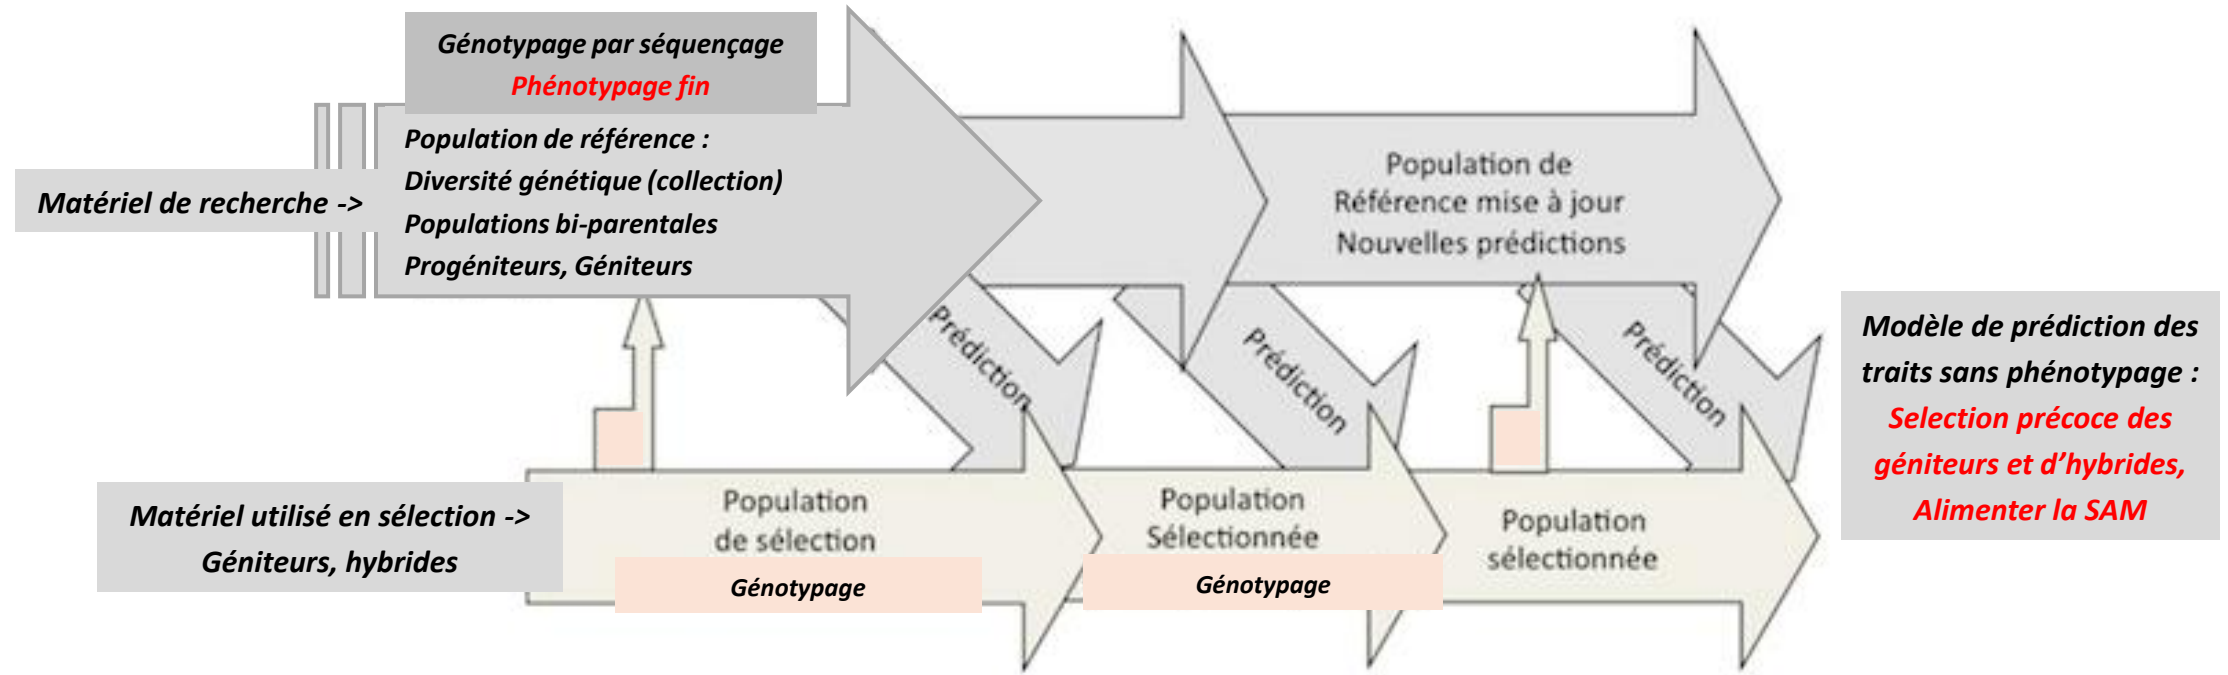 Génotypage par séquençage
Phénotypage fin
Population de référence :
Diversité génétique (collection)
Populations bi-parentales
Progéniteurs, Géniteurs
Matériel de recherche ->
Population de
Référence mise à jour
Nouvelles prédictions
Prédiction
Prédiction
Prédiction
Modèle de prédiction des
traits sans phénotypage :
Selection précoce des
géniteurs et d’hybrides,
Alimenter la SAM
Matériel utilisé en sélection ->
Géniteurs, hybrides
Population
de sélection
Génotypage
Population
Sélectionnée
Génotypage
Population
sélectionnée